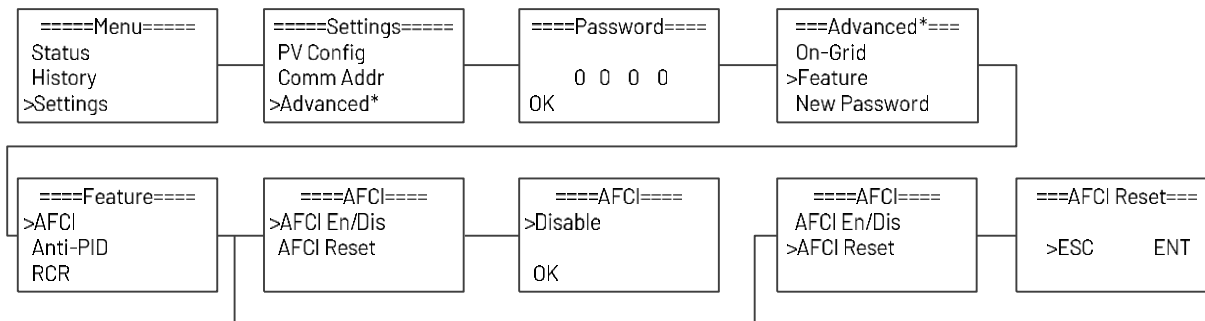 =====Menu=====
Status
History
>Settings
=====Settings=====
PV Config
Comm Addr
>Advanced*
====Password====
0 0 0 0
OK
===Advanced*===
On-Grid
>Feature
New Password
====Feature====
>AFCI
Anti-PID
RCR
====AFCI====
>AFCI En/Dis
AFCI Reset
====AFCI====
>Disable
OK
====AFCI====
AFCI En/Dis
>AFCI Reset
===AFCI Reset===
>ESC ENT